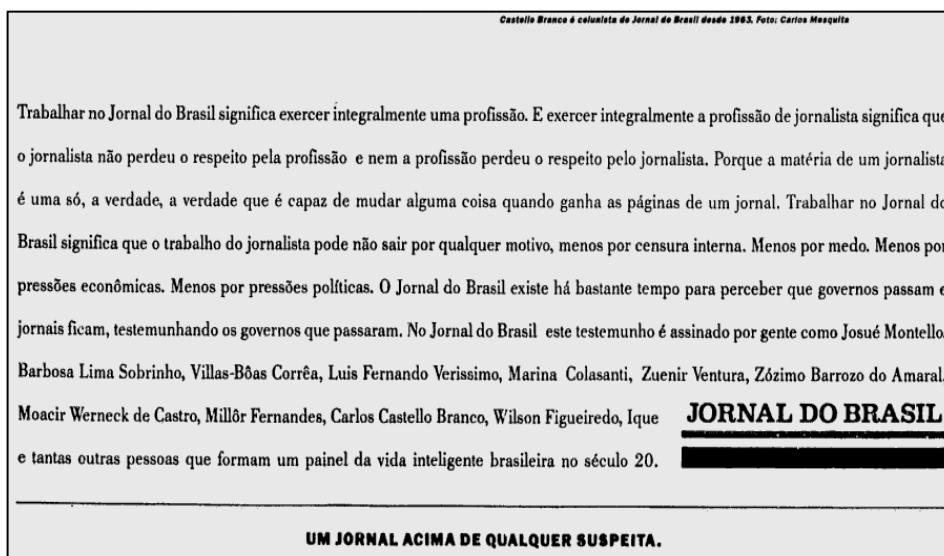 Castello Branco é colunista do Jornal do Brasil desde 1963. Foto: Carlos Mesquita
Trabalhar no Jornal do Brasil significa exercer integralmente uma profissão. E exercer integralmente a profissão de jornalista significa que
o jornalista não perdeu o respeito pela profissão e nem a profissão perdeu o respeito pelo jornalista. Porque a matéria de um jornalista
é uma só, a verdade, a verdade que é capaz de mudar alguma coisa quando ganha as páginas de um jornal. Trabalhar no Jornal do
Brasil significa que o trabalho do jornalista pode não sair por qualquer motivo, menos por censura interna. Menos por medo. Menos por
pressões econômicas. Menos por pressões políticas. O Jornal do Brasil existe há bastante tempo para perceber que governos passam e
jornais ficam, testemunhando os governos que passaram. No Jornal do Brasil este testemunho é assinado por gente como Josué Montello,
Barbosa Lima Sobrinho, Villas-Bôas Corrêa, Luis Fernando Verissimo, Marina Colasanti, Zuenir Ventura, Zózimo Barrozo do Amaral,
Moacir Werneck de Castro, Millôr Fernandes, Carlos Castello Branco, Wilson Figueiredo, Ique
e tantas outras pessoas que formam um painel da vida inteligente brasileira no século 20.
JORNAL DO BRASIL
UM JORNAL ACIMA DE QUALQUER SUSPEITA.